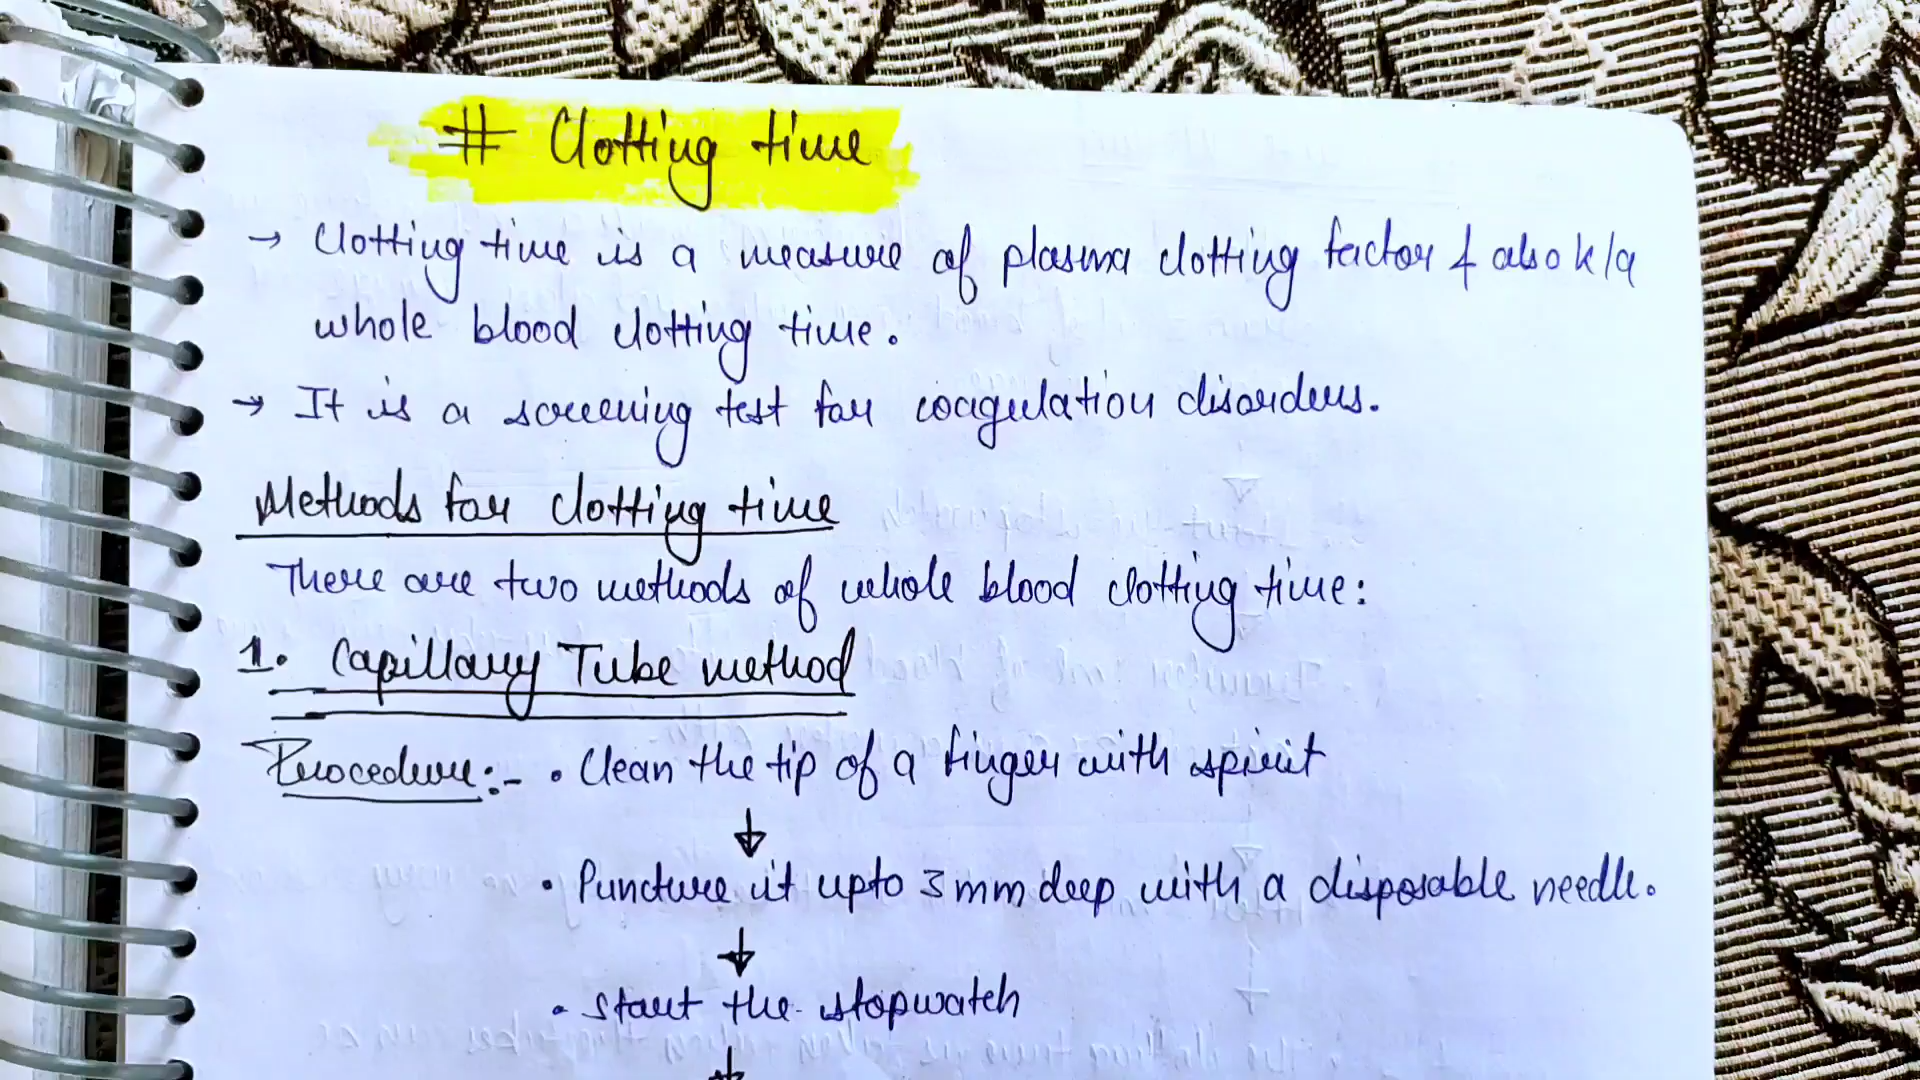 # Clotting time
→ Clotting time is a measure of plasma clotting factor & also k/a
whole blood clotting time.
→ It is a screening test for coagulation disorders.
Methods for clotting time
There are two methods of whole blood clotting time:
1. Capillary Tube method
Procedure:- • Clean the tip of a finger with spirit
↓
• Puncture it upto 3 mm deep with a disposable needle.
↓
• Start the stopwatch
↓